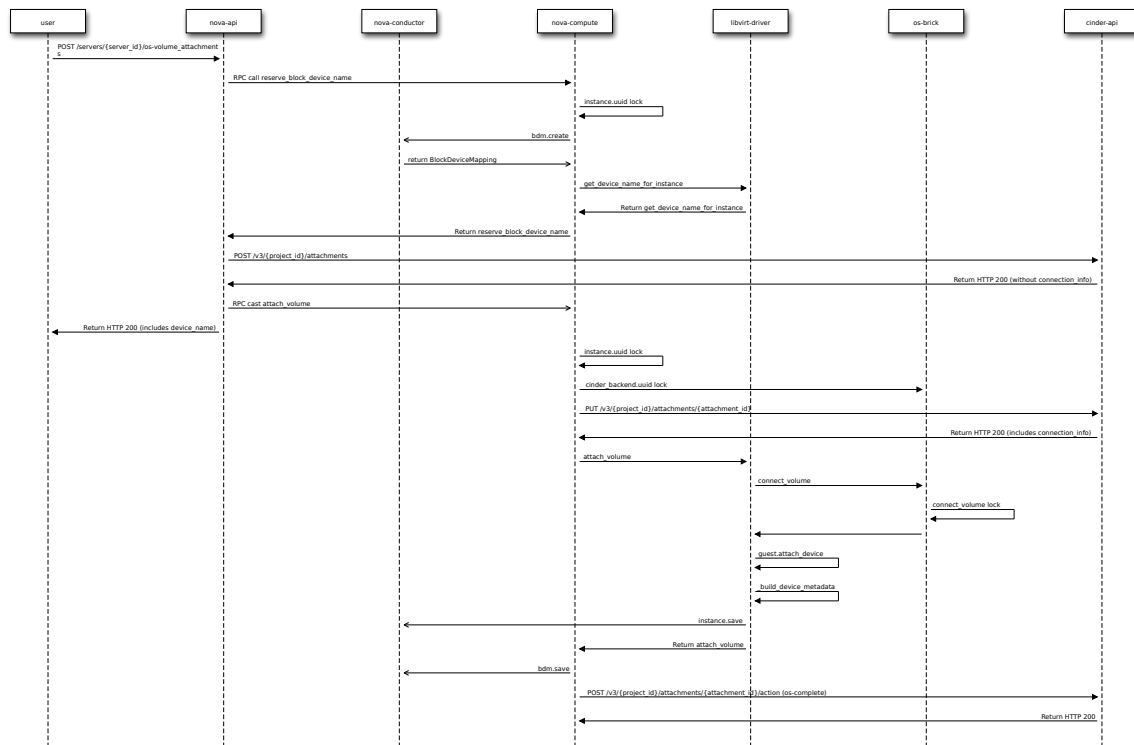 user
nova-api
nova-conductor
nova-compute
libvirt-driver
os-brick
cinder-api
POST /servers/{server_id}/os-volume_attachment
s
RPC call reserve_block_device_name
instance.uuid lock
bdm.create
return BlockDeviceMapping
get_device_name_for_instance
Return get_device_name_for_instance
Return reserve_block_device_name
POST /v3/{project_id}/attachments
Return HTTP 200 (without connection_info)
RPC cast attach_volume
Return HTTP 200 (includes device_name)
instance.uuid lock
cinder_backend.uuid lock
PUT /v3/{project_id}/attachments/{attachment_id}
Return HTTP 200 (includes connection_info)
attach_volume
connect_volume
connect_volume lock
guest.attach_device
_build_device_metadata
instance.save
Return attach_volume
bdm.save
POST /v3/{project_id}/attachments/{attachment_id}/action (os-complete)
Return HTTP 200